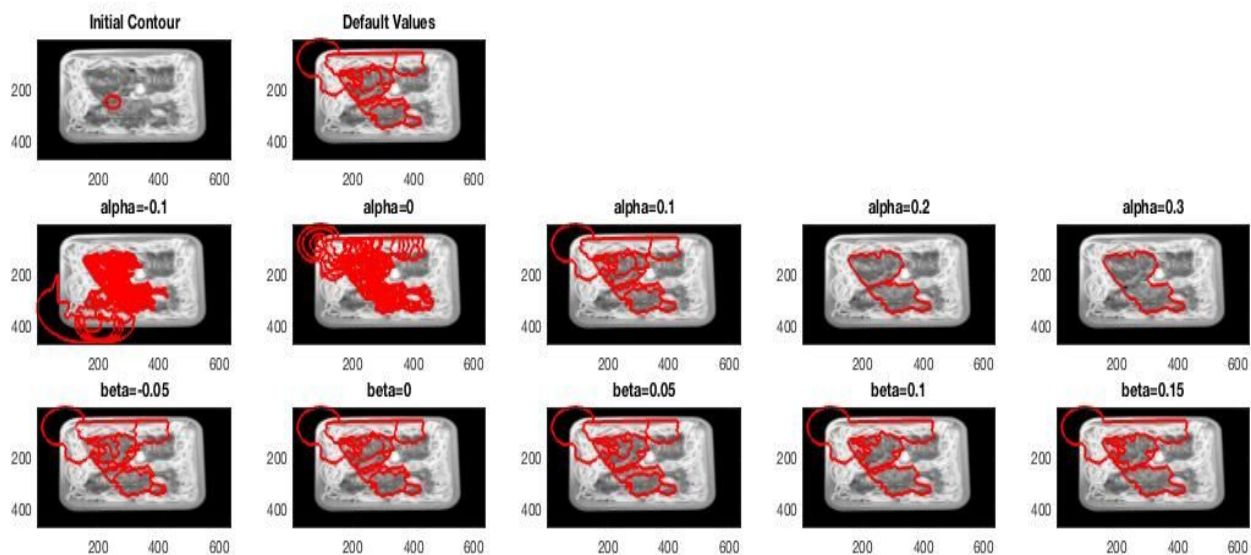 Initial Contour Default Values
200 200
400 400
200 400 600 200 400 600
alpha=-0.1 alpha=0 alpha=0.1 alpha=0.2 alpha=0.3
200 200 200 200 200
400 400 400 400 400
200 400 600 200 400 600 200 400 600 200 400 600 200 400 600
beta=-0.05 beta=0 beta=0.05 beta=0.1 beta=0.15
200 200 200 200 200
400 400 400 400 400
200 400 600 200 400 600 200 400 600 200 400 600 200 400 600